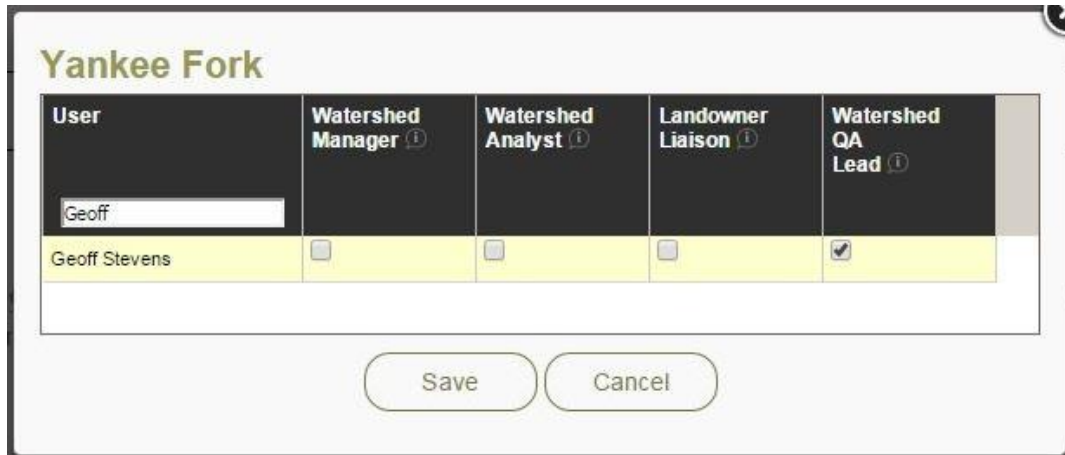 Yankee Fork
User
Watershed
Manager
Watershed
Analyst
Landowner
Liaison
Watershed
QA
Lead
Geoff
Geoff Stevens
Save
Cancel